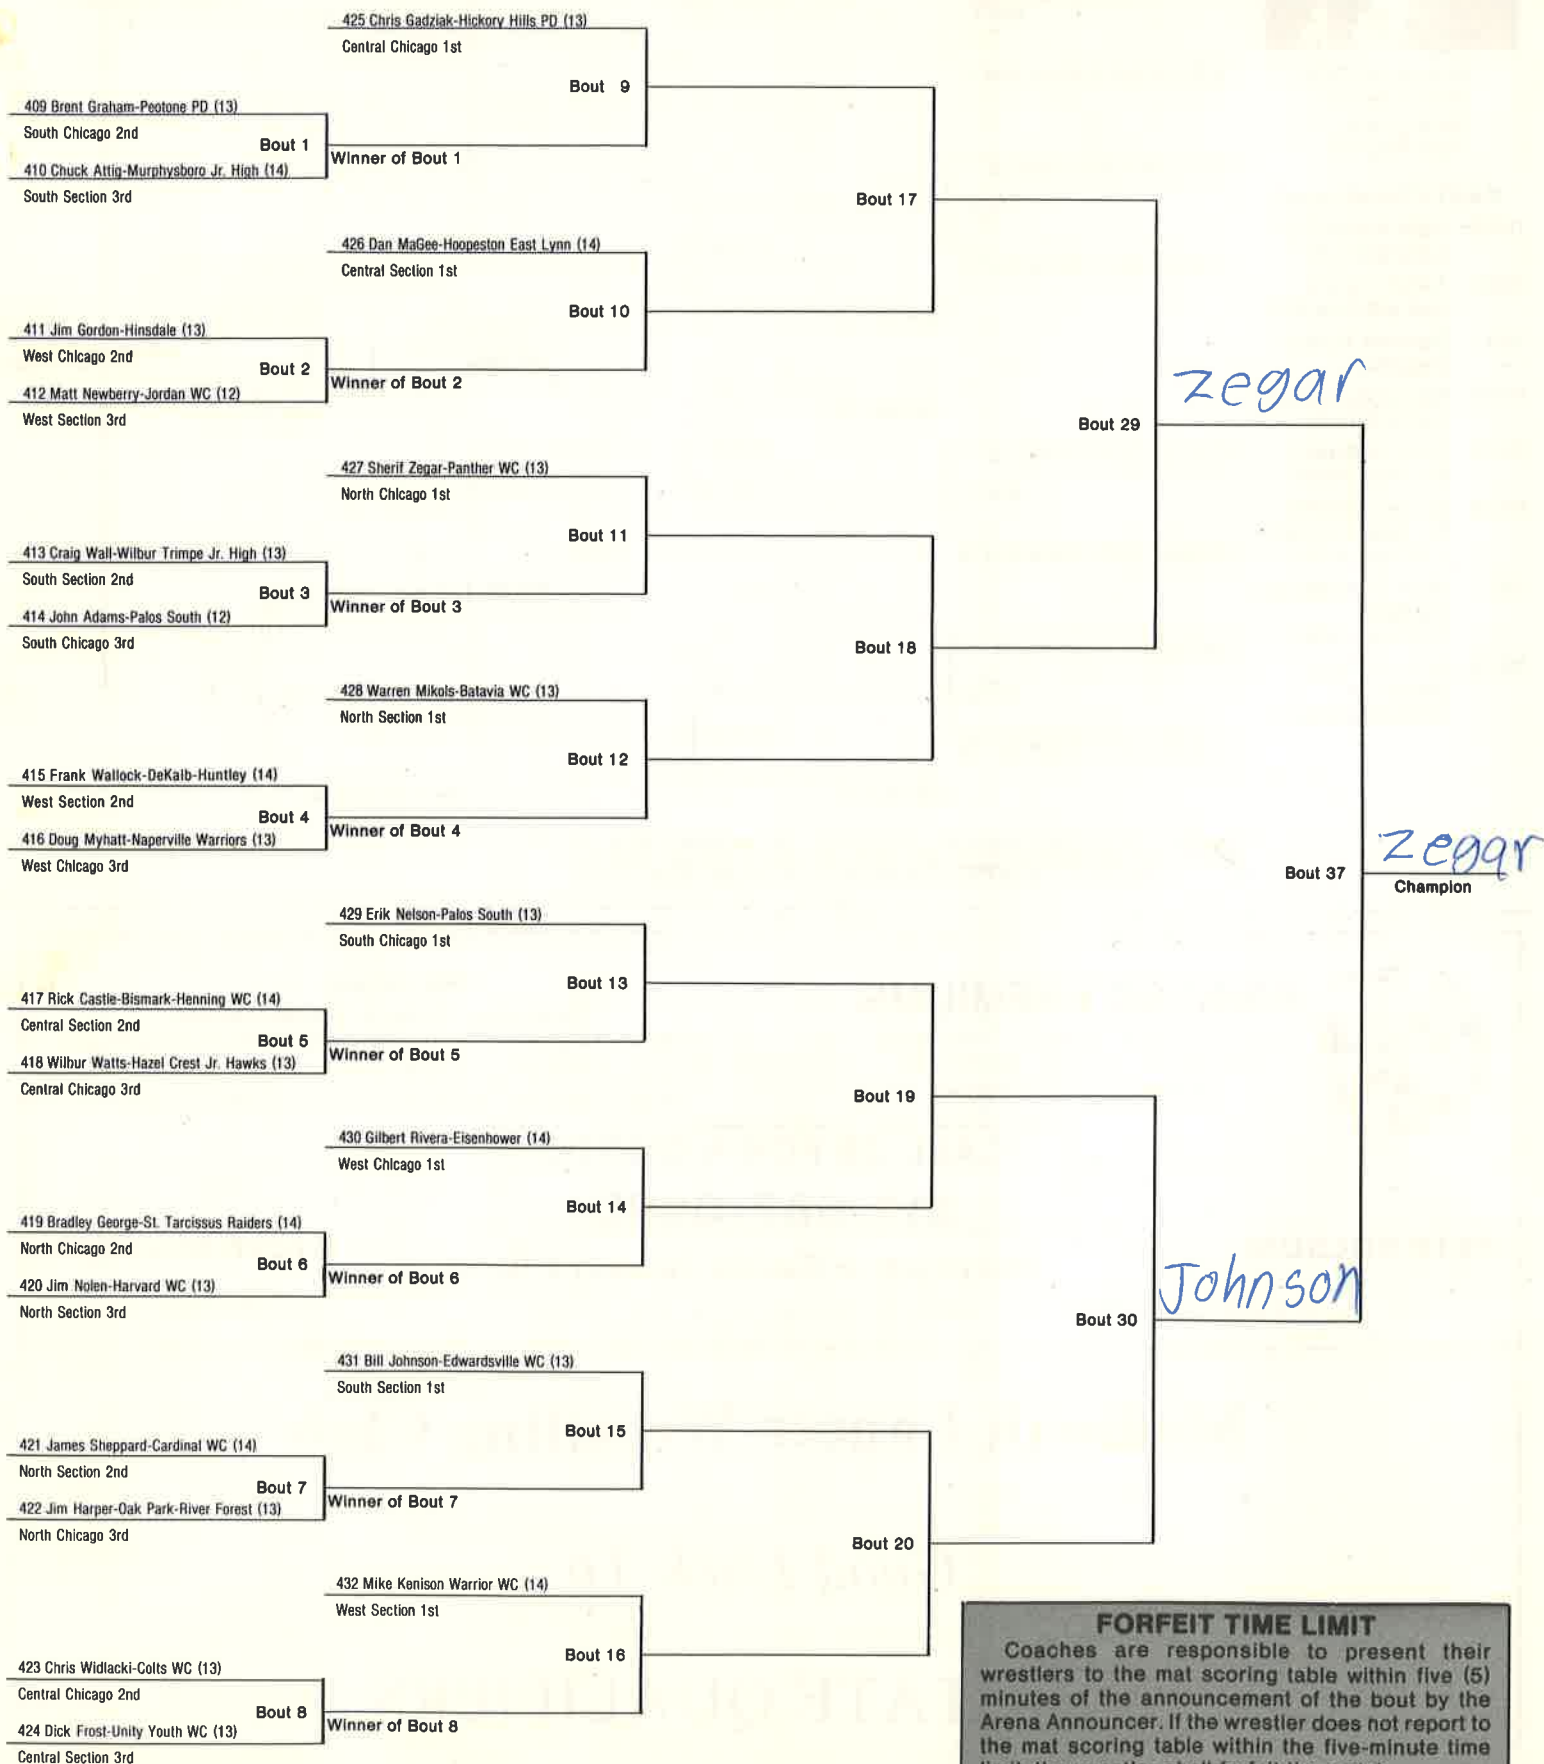 425 Chris Gadziak-Hickory Hills PD (13)
Central Chicago 1st
Bout 9
409 Brent Graham-Peotone PD (13)
South Chicago 2nd
Bout 1
Winner of Bout 1
410 Chuck Attig-Murphysboro Jr. High (14)
South Section 3rd
Bout 17
426 Dan MaGee-Hoopeston East Lynn (14)
Central Section 1st
Bout 10
411 Jim Gordon-Hinsdale (13)
West Chicago 2nd
Bout 2
Winner of Bout 2
412 Matt Newberry-Jordan WC (12)
West Section 3rd
zegar
Bout 29
427 Sherif Zegar-Panther WC (13)
North Chicago 1st
Bout 11
413 Craig Wall-Wilbur Trimpe Jr. High (13)
South Section 2nd
Bout 3
Winner of Bout 3
414 John Adams-Palos South (12)
South Chicago 3rd
Bout 18
428 Warren Mikols-Batavia WC (13)
North Section 1st
Bout 12
415 Frank Wallock-DeKalb-Huntley (14)
West Section 2nd
Bout 4
Winner of Bout 4
416 Doug Myhatt-Naperville Warriors (13)
West Chicago 3rd
zegar
Bout 37
Champion
429 Erik Nelson-Palos South (13)
South Chicago 1st
Bout 13
417 Rick Castle-Bismark-Henning WC (14)
Central Section 2nd
Bout 5
Winner of Bout 5
418 Wilbur Watts-Hazel Crest Jr. Hawks (13)
Central Chicago 3rd
Bout 19
430 Gilbert Rivera-Eisenhower (14)
West Chicago 1st
Bout 14
419 Bradley George-St. Tarcissus Raiders (14)
North Chicago 2nd
Bout 6
Winner of Bout 6
420 Jim Nolen-Harvard WC (13)
North Section 3rd
Johnson
Bout 30
431 Bill Johnson-Edwardsville WC (13)
South Section 1st
Bout 15
421 James Sheppard-Cardinal WC (14)
North Section 2nd
Bout 7
Winner of Bout 7
422 Jim Harper-Oak Park-River Forest (13)
North Chicago 3rd
Bout 20
432 Mike Kenison Warrior WC (14)
West Section 1st
Bout 16
423 Chris Widlacki-Colts WC (13)
Central Chicago 2nd
Bout 8
Winner of Bout 8
424 Dick Frost-Unity Youth WC (13)
Central Section 3rd
FORFEIT TIME LIMIT
Coaches are responsible to present their
wrestlers to the mat scoring table within five (5)
minutes of the announcement of the bout by the
Arena Announcer. If the wrestler does not report to
the mat scoring table within the five-minute time